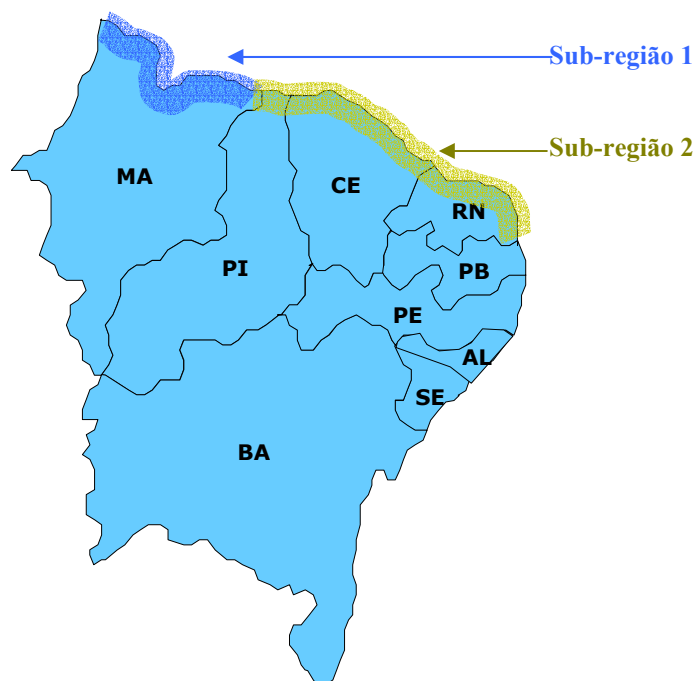 Sub-região 1
Sub-região 2
MA
CE
RN
PI
PB
PE
AL
SE
BA